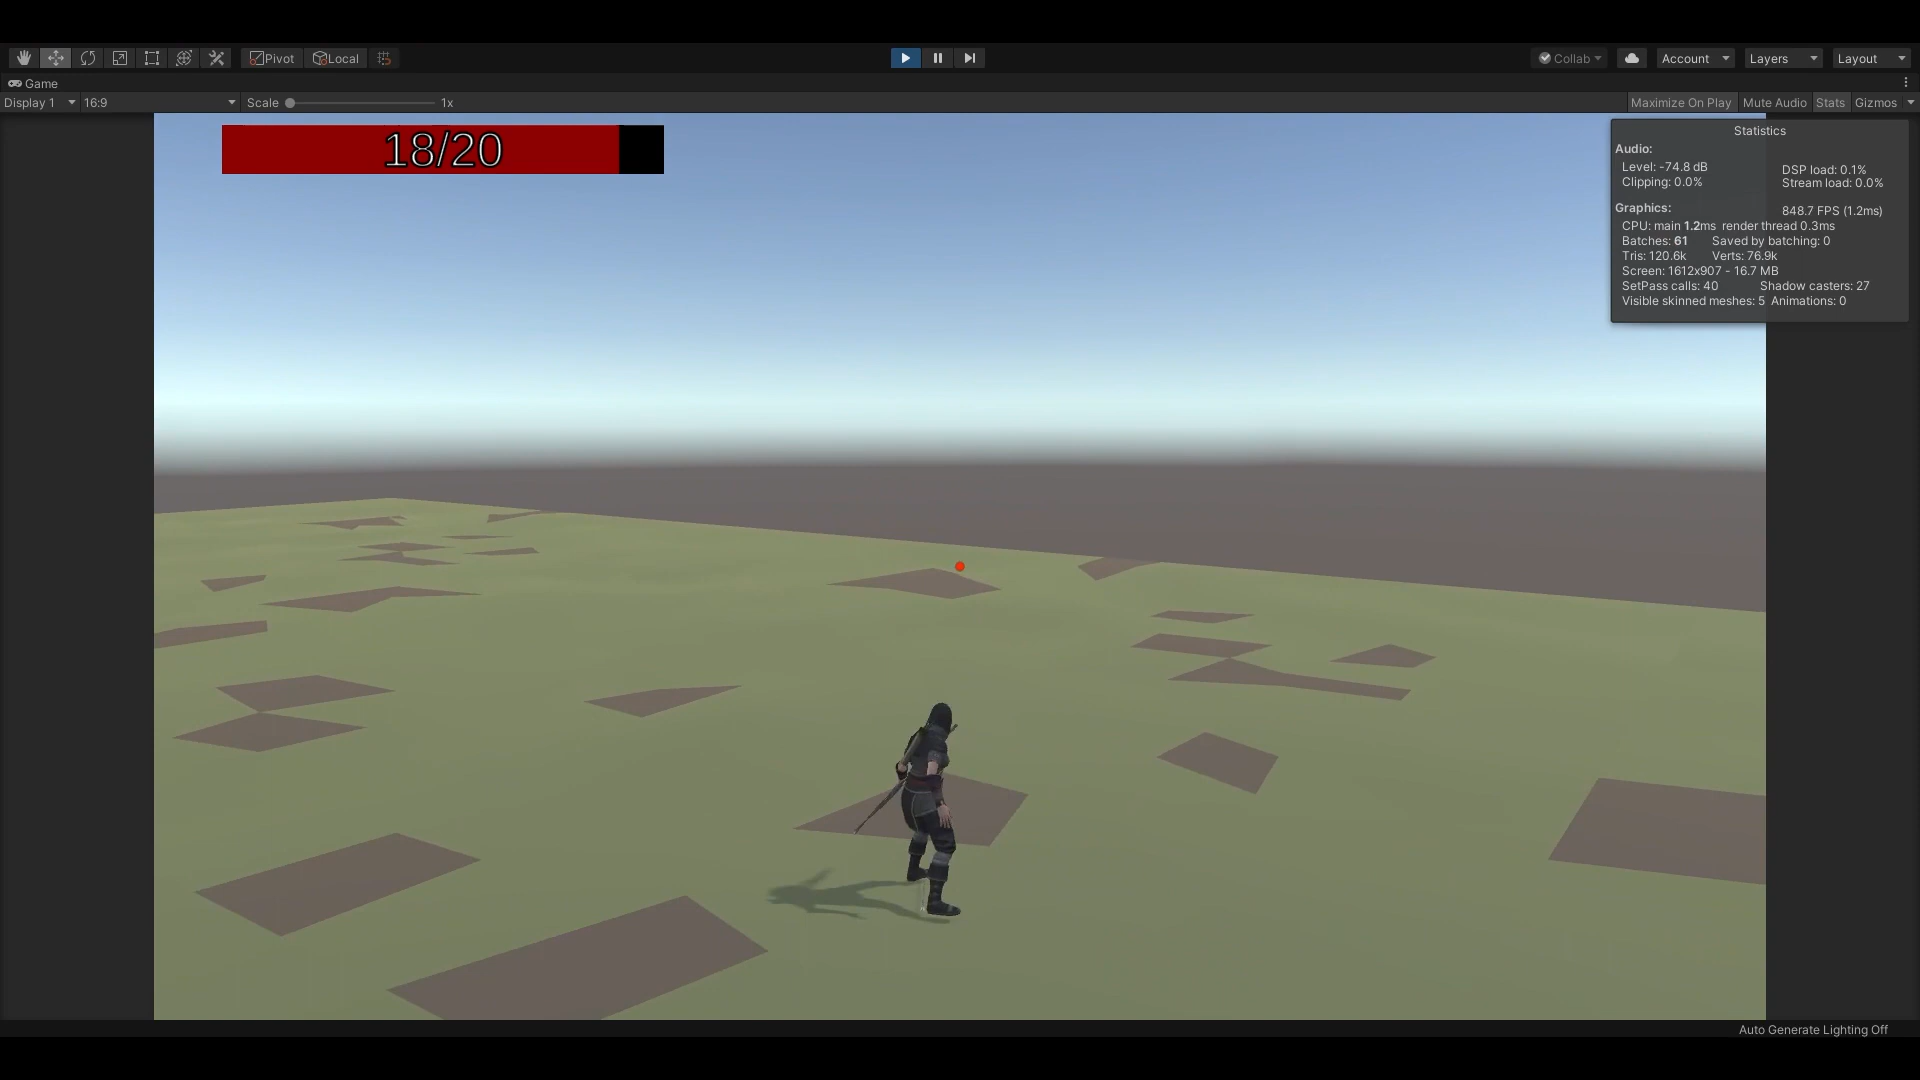 Pivot Local Collab Account Layers Layout
Game
Display 1 16:9 Scale 1x Maximize On Play Mute Audio Stats Gizmos
18/20
Statistics
Audio:
Level: -74.8 dB DSP load: 0.1%
Clipping: 0.0% Stream load: 0.0%
Graphics: 848.7 FPS (1.2ms)
CPU: main 1.2ms render thread 0.3ms
Batches: 61 Saved by batching: 0
Tris: 120.6k Verts: 76.9k
Screen: 1612x907 - 16.7 MB
SetPass calls: 40 Shadow casters: 27
Visible skinned meshes: 5 Animations: 0
Auto Generate Lighting Off